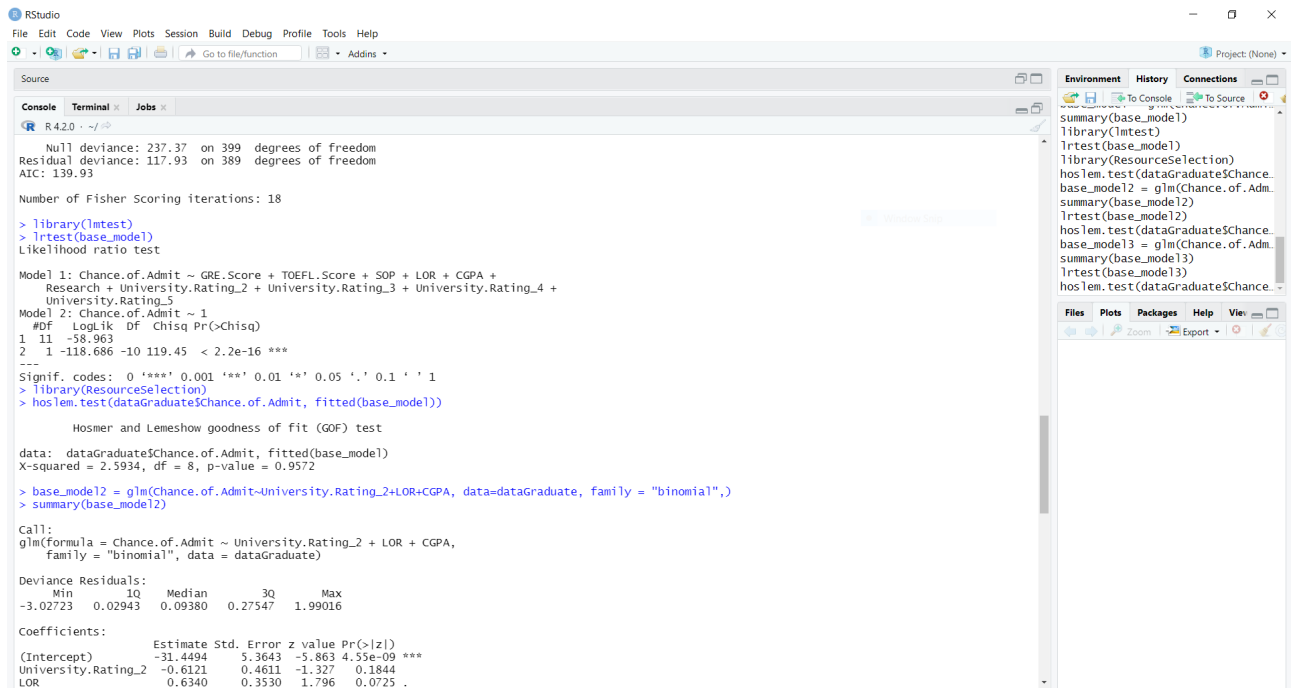 RStudio
File Edit Code View Plots Session Build Debug Profile Tools Help
Go to file/function Addins Project: (None)
Source
Console Terminal Jobs
R 4.2.0 · ~/
    Null deviance: 237.37  on 399  degrees of freedom
Residual deviance: 117.93  on 389  degrees of freedom
AIC: 139.93
Number of Fisher Scoring iterations: 18
> library(lmtest)
> lrtest(base_model)
Likelihood ratio test
Model 1: Chance.of.Admit ~ GRE.Score + TOEFL.Score + SOP + LOR + CGPA +
    Research + University.Rating_2 + University.Rating_3 + University.Rating_4 +
    University.Rating_5
Model 2: Chance.of.Admit ~ 1
  #Df   LogLik  Df  Chisq Pr(>Chisq)
1  11  -58.963
2   1 -118.686 -10 119.45  < 2.2e-16 ***
---
Signif. codes:  0 ‘***’ 0.001 ‘**’ 0.01 ‘*’ 0.05 ‘.’ 0.1 ‘ ’ 1
> library(ResourceSelection)
> hoslem.test(dataGraduate$Chance.of.Admit, fitted(base_model))
        Hosmer and Lemeshow goodness of fit (GOF) test
data:  dataGraduate$Chance.of.Admit, fitted(base_model)
X-squared = 2.5934, df = 8, p-value = 0.9572
> base_model2 = glm(Chance.of.Admit~University.Rating_2+LOR+CGPA, data=dataGraduate, family = "binomial",)
> summary(base_model2)
Call:
glm(formula = Chance.of.Admit ~ University.Rating_2 + LOR + CGPA,
    family = "binomial", data = dataGraduate)
Deviance Residuals:
     Min       1Q   Median       3Q      Max
-3.02723  0.02943  0.09380  0.27547  1.99016
Coefficients:
                    Estimate Std. Error z value Pr(>|z|)
(Intercept)         -31.4494     5.3643  -5.863 4.55e-09 ***
University.Rating_2  -0.6121     0.4611  -1.327   0.1844
LOR                   0.6340     0.3530   1.796   0.0725 .
Environment History Connections
To Console To Source
summary(base_model)
library(lmtest)
lrtest(base_model)
library(ResourceSelection)
hoslem.test(dataGraduate$Chance..
base_model2 = glm(Chance.of.Adm..
summary(base_model2)
lrtest(base_model2)
hoslem.test(dataGraduate$Chance..
base_model3 = glm(Chance.of.Adm..
summary(base_model3)
lrtest(base_model3)
hoslem.test(dataGraduate$Chance..
Files Plots Packages Help
Zoom Export